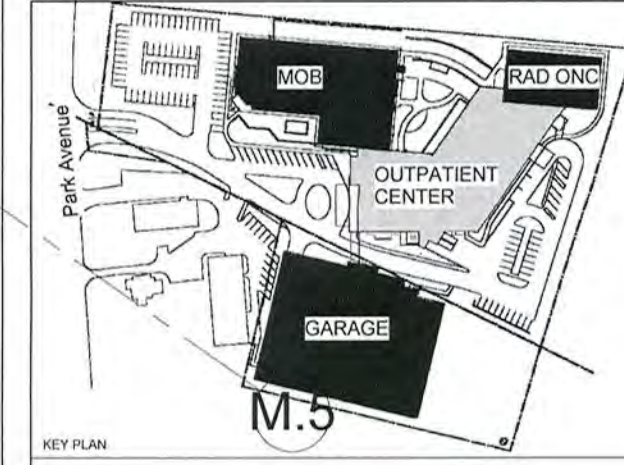 MOB
RAD ONC
Park Avenue'
OUTPATIENT
CENTER
GARAGE
M.5
KEY PLAN